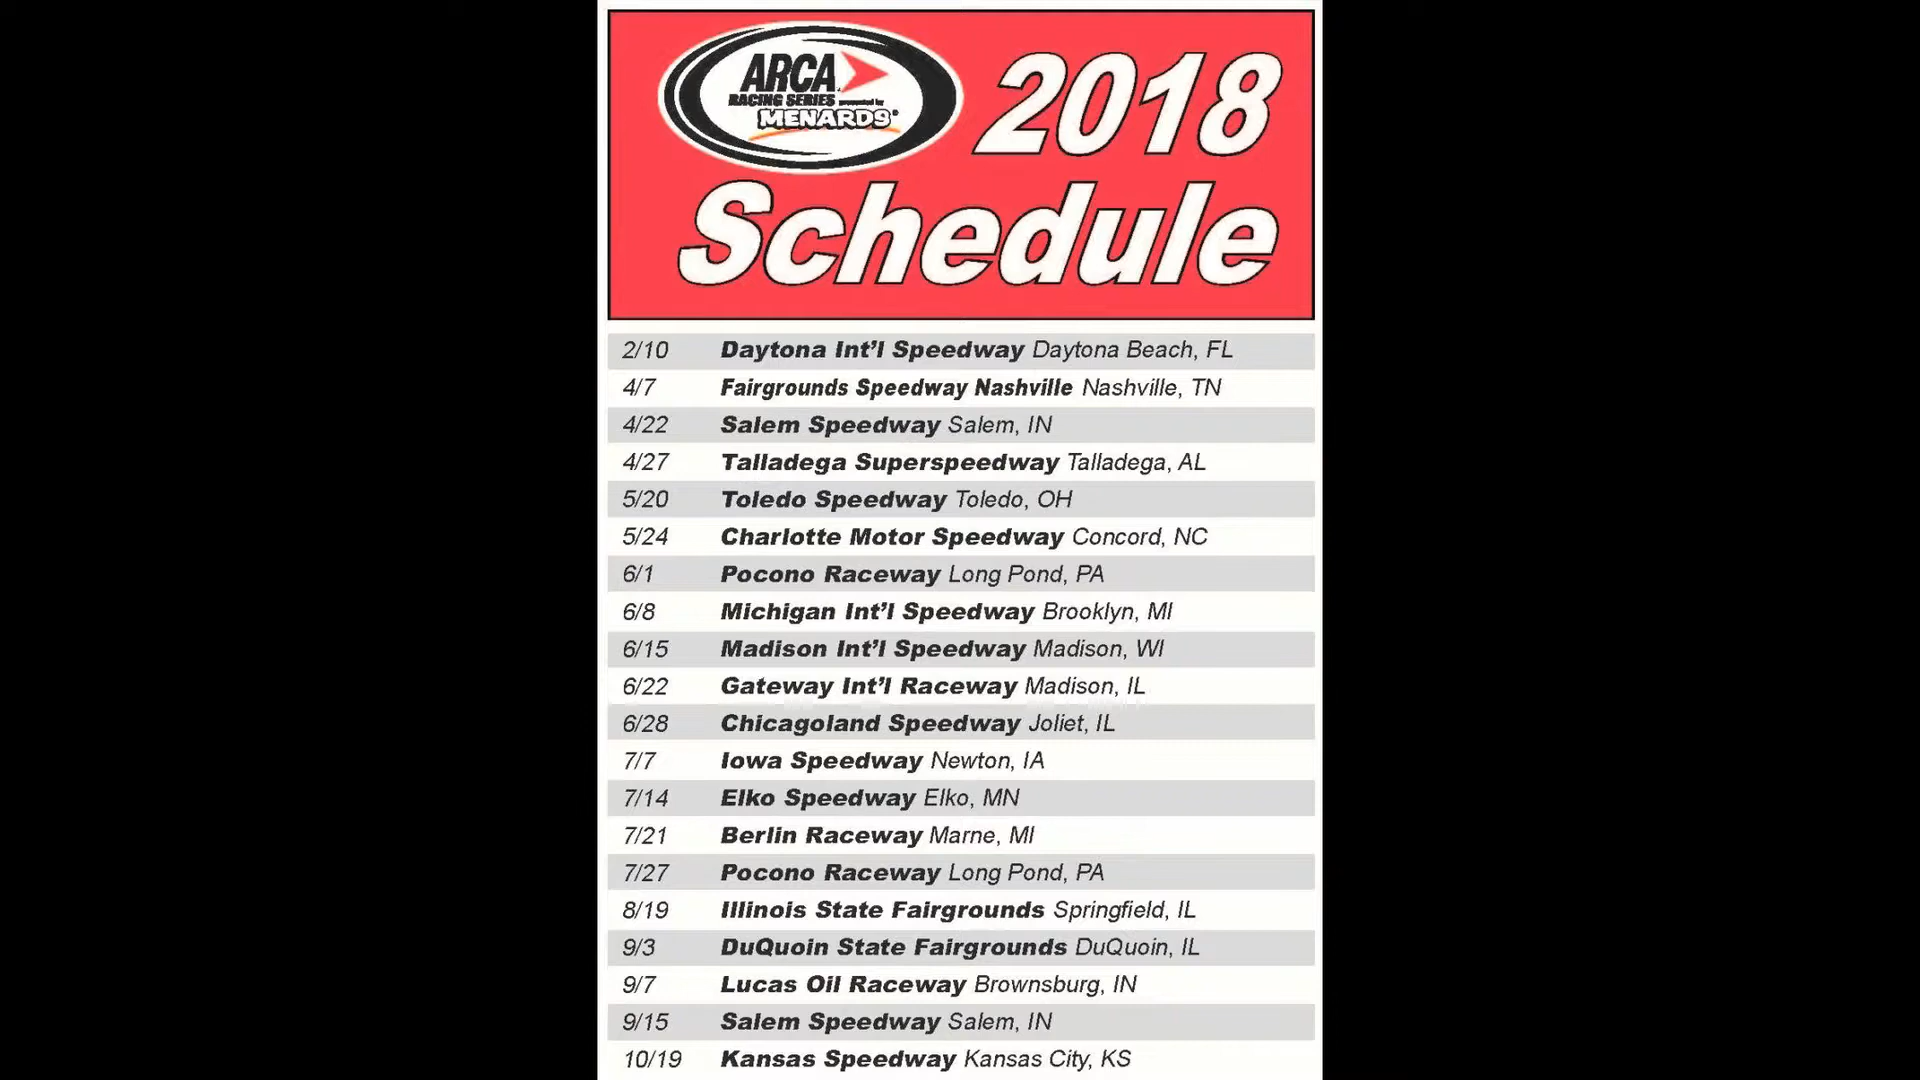 ARCA
RACING SERIES presented by
MENARDS®
2018
Schedule
2/10 Daytona Int'l Speedway Daytona Beach, FL
4/7 Fairgrounds Speedway Nashville Nashville, TN
4/22 Salem Speedway Salem, IN
4/27 Talladega Superspeedway Talladega, AL
5/20 Toledo Speedway Toledo, OH
5/24 Charlotte Motor Speedway Concord, NC
6/1 Pocono Raceway Long Pond, PA
6/8 Michigan Int'l Speedway Brooklyn, MI
6/15 Madison Int'l Speedway Madison, WI
6/22 Gateway Int'l Raceway Madison, IL
6/28 Chicagoland Speedway Joliet, IL
7/7 Iowa Speedway Newton, IA
7/14 Elko Speedway Elko, MN
7/21 Berlin Raceway Marne, MI
7/27 Pocono Raceway Long Pond, PA
8/19 Illinois State Fairgrounds Springfield, IL
9/3 DuQuoin State Fairgrounds DuQuoin, IL
9/7 Lucas Oil Raceway Brownsburg, IN
9/15 Salem Speedway Salem, IN
10/19 Kansas Speedway Kansas City, KS